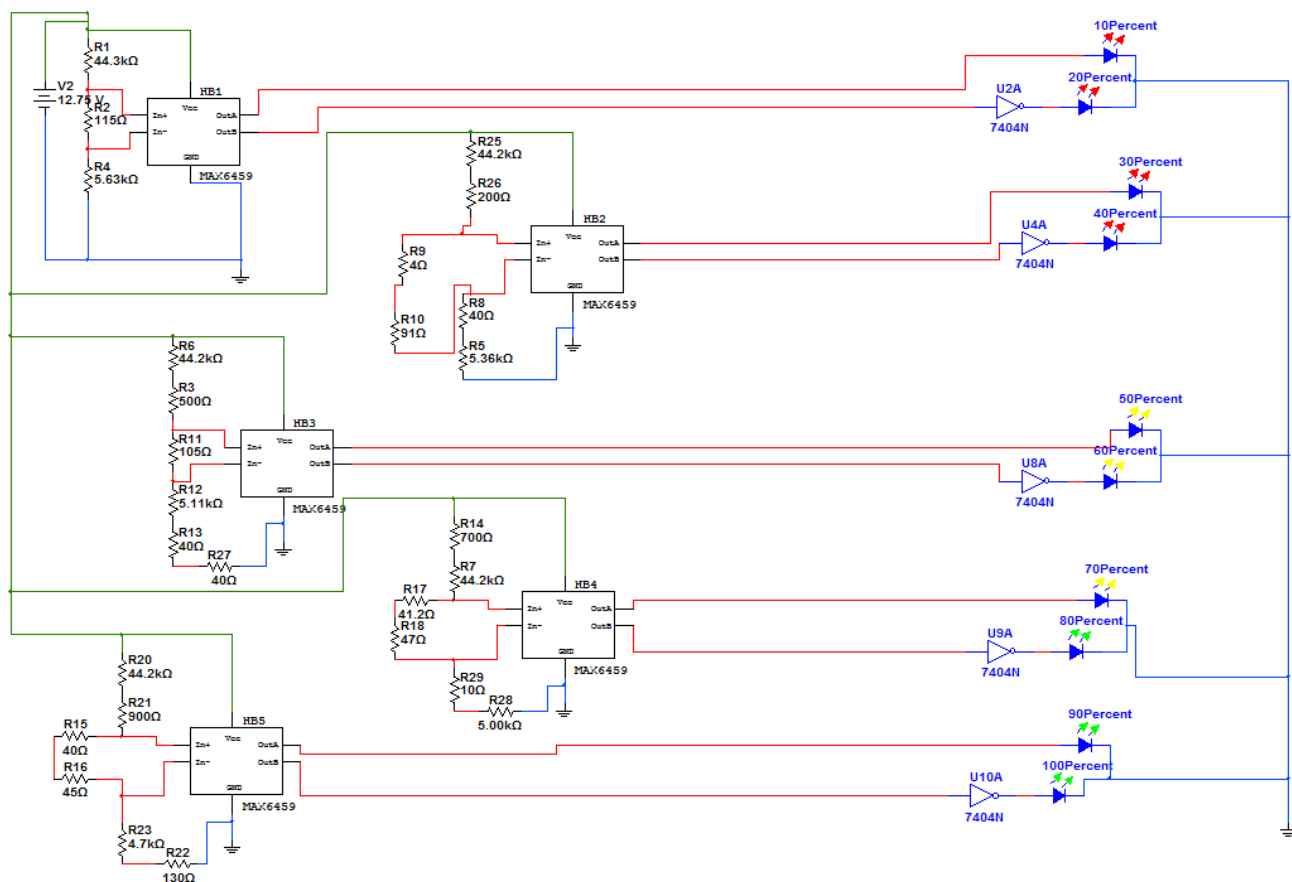 10Percent
R1
44.3kΩ
V2
12.75 V
HB1
Vcc
In+
In-
OutA
OutB
GND
MAX6459
R2
115Ω
R4
5.63kΩ
U2A
7404N
20Percent
R25
44.2kΩ
R26
200Ω
HB2
Vcc
In+
In-
OutA
OutB
GND
MAX6459
R9
4Ω
R10
91Ω
R8
40Ω
R5
5.36kΩ
30Percent
U4A
7404N
40Percent
R6
44.2kΩ
R3
500Ω
HB3
Vcc
In+
In-
OutA
OutB
GND
MAX6459
R11
105Ω
R12
5.11kΩ
R13
40Ω
R27
40Ω
50Percent
60Percent
U8A
7404N
R14
700Ω
R7
44.2kΩ
R17
41.2Ω
R18
47Ω
HB4
Vcc
In+
In-
OutA
OutB
GND
MAX6459
R29
10Ω
R28
5.00kΩ
70Percent
U9A
7404N
80Percent
R20
44.2kΩ
R21
900Ω
R15
40Ω
R16
45Ω
HB5
Vcc
In+
In-
OutA
OutB
GND
MAX6459
R23
4.7kΩ
R22
130Ω
90Percent
U10A
7404N
100Percent